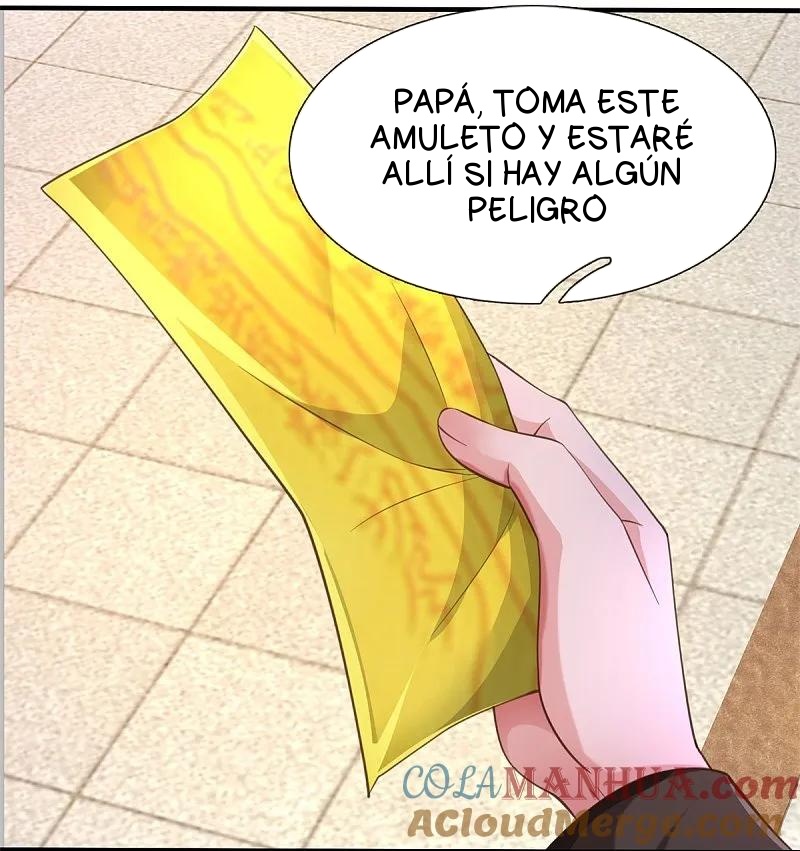 PAPÁ, TOMA ESTE
AMULETO Y ESTARÉ
ALLÍ SI HAY ALGÚN
PELIGRO
COLAMANHUA.com
ACloudMerge.com